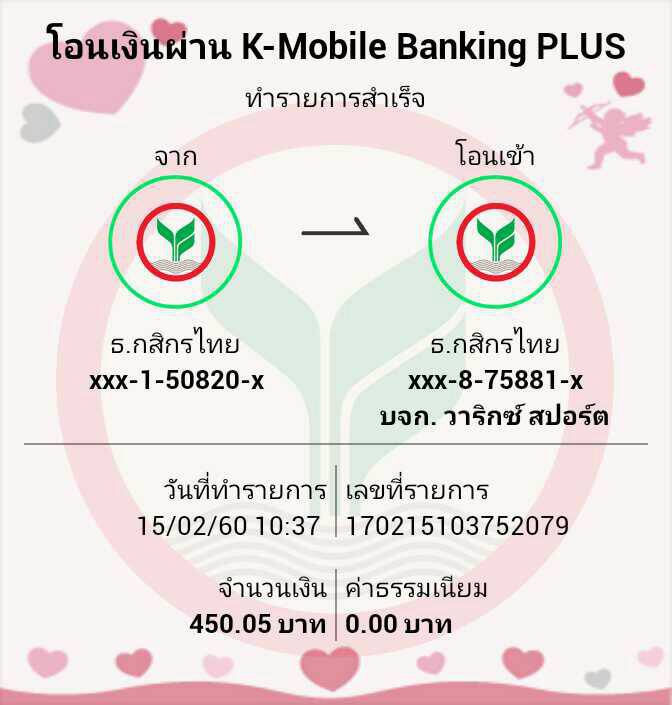 โอนเงินผ่าน K-Mobile Banking PLUS
ทำรายการสำเร็จ
จาก
โอนเข้า
ธ.กสิกรไทย
xxx-1-50820-x
ธ.กสิกรไทย
xxx-8-75881-x
บจก. วาริกซ์ สปอร์ต
วันที่ทำรายการ
15/02/60 10:37
เลขที่รายการ
170215103752079
จำนวนเงิน
450.05 บาท
ค่าธรรมเนียม
0.00 บาท